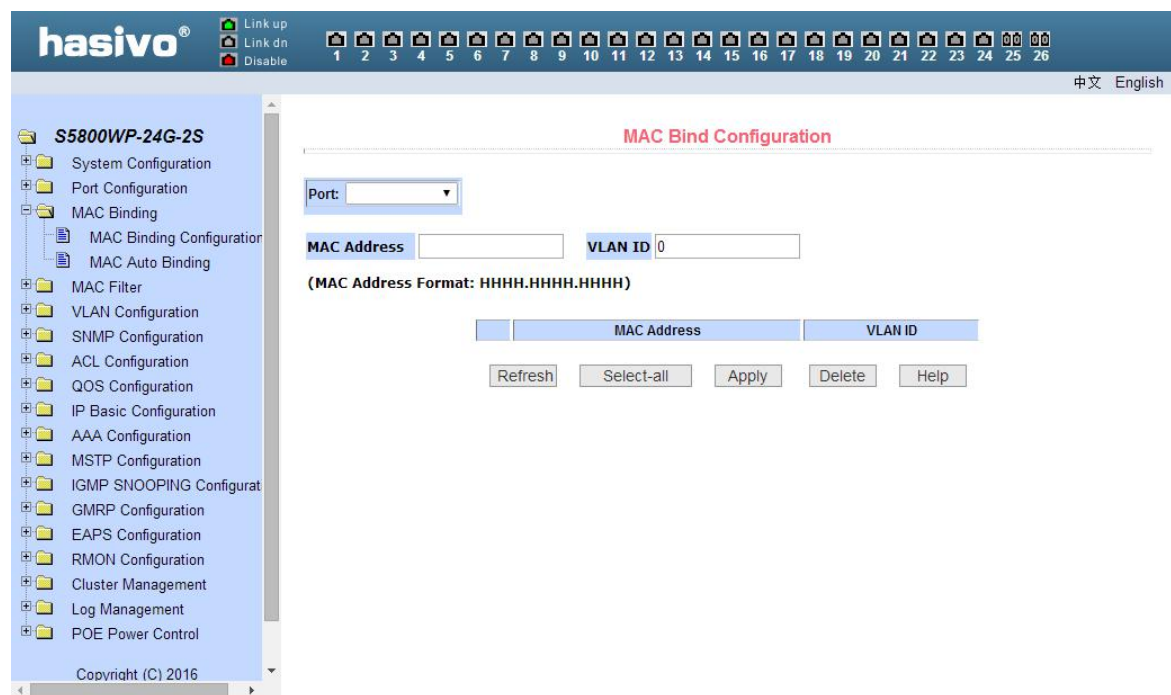 hasivo®
Link up
Link dn
Disable
1 2 3 4 5 6 7 8 9 10 11 12 13 14 15 16 17 18 19 20 21 22 23 24 25 26
中文 English
S5800WP-24G-2S
System Configuration
Port Configuration
MAC Binding
MAC Binding Configuration
MAC Auto Binding
MAC Filter
VLAN Configuration
SNMP Configuration
ACL Configuration
QOS Configuration
IP Basic Configuration
AAA Configuration
MSTP Configuration
IGMP SNOOPING Configurat
GMRP Configuration
EAPS Configuration
RMON Configuration
Cluster Management
Log Management
POE Power Control
Copyright (C) 2016
MAC Bind Configuration
Port:
MAC Address VLAN ID 0
(MAC Address Format: HHHH.HHHH.HHHH)
MAC Address VLAN ID
Refresh Select-all Apply Delete Help